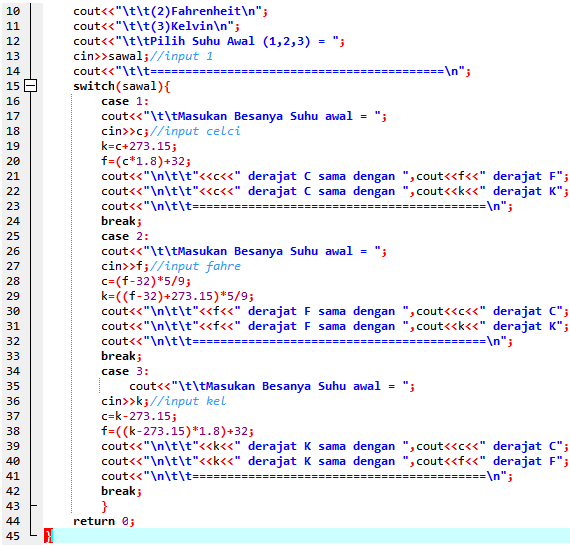 10 cout<<"\t\t(2)Fahrenheit\n";
11 cout<<"\t\t(3)Kelvin\n";
12 cout<<"\t\tPilih Suhu Awal (1,2,3) = ";
13 cin>>sawal;//input 1
14 cout<<"\t\t==========================================\n";
15 switch(sawal){
16 case 1:
17 cout<<"\t\tMasukan Besanya Suhu awal = ";
18 cin>>c;//input celci
19 k=c+273.15;
20 f=(c*1.8)+32;
21 cout<<"\n\t\t"<<c<<" derajat C sama dengan ",cout<<f<<" derajat F";
22 cout<<"\n\t\t"<<c<<" derajat C sama dengan ",cout<<k<<" derajat K";
23 cout<<"\n\t\t==========================================\n";
24 break;
25 case 2:
26 cout<<"\t\tMasukan Besanya Suhu awal = ";
27 cin>>f;//input fahre
28 c=(f-32)*5/9;
29 k=((f-32)+273.15)*5/9;
30 cout<<"\n\t\t"<<f<<" derajat F sama dengan ",cout<<c<<" derajat C";
31 cout<<"\n\t\t"<<f<<" derajat F sama dengan ",cout<<k<<" derajat K";
32 cout<<"\n\t\t==========================================\n";
33 break;
34 case 3:
35 cout<<"\t\tMasukan Besanya Suhu awal = ";
36 cin>>k;//input kel
37 c=k-273.15;
38 f=((k-273.15)*1.8)+32;
39 cout<<"\n\t\t"<<k<<" derajat K sama dengan ",cout<<c<<" derajat C";
40 cout<<"\n\t\t"<<k<<" derajat K sama dengan ",cout<<f<<" derajat F";
41 cout<<"\n\t\t==========================================\n";
42 break;
43 }
44 return 0;
45 }